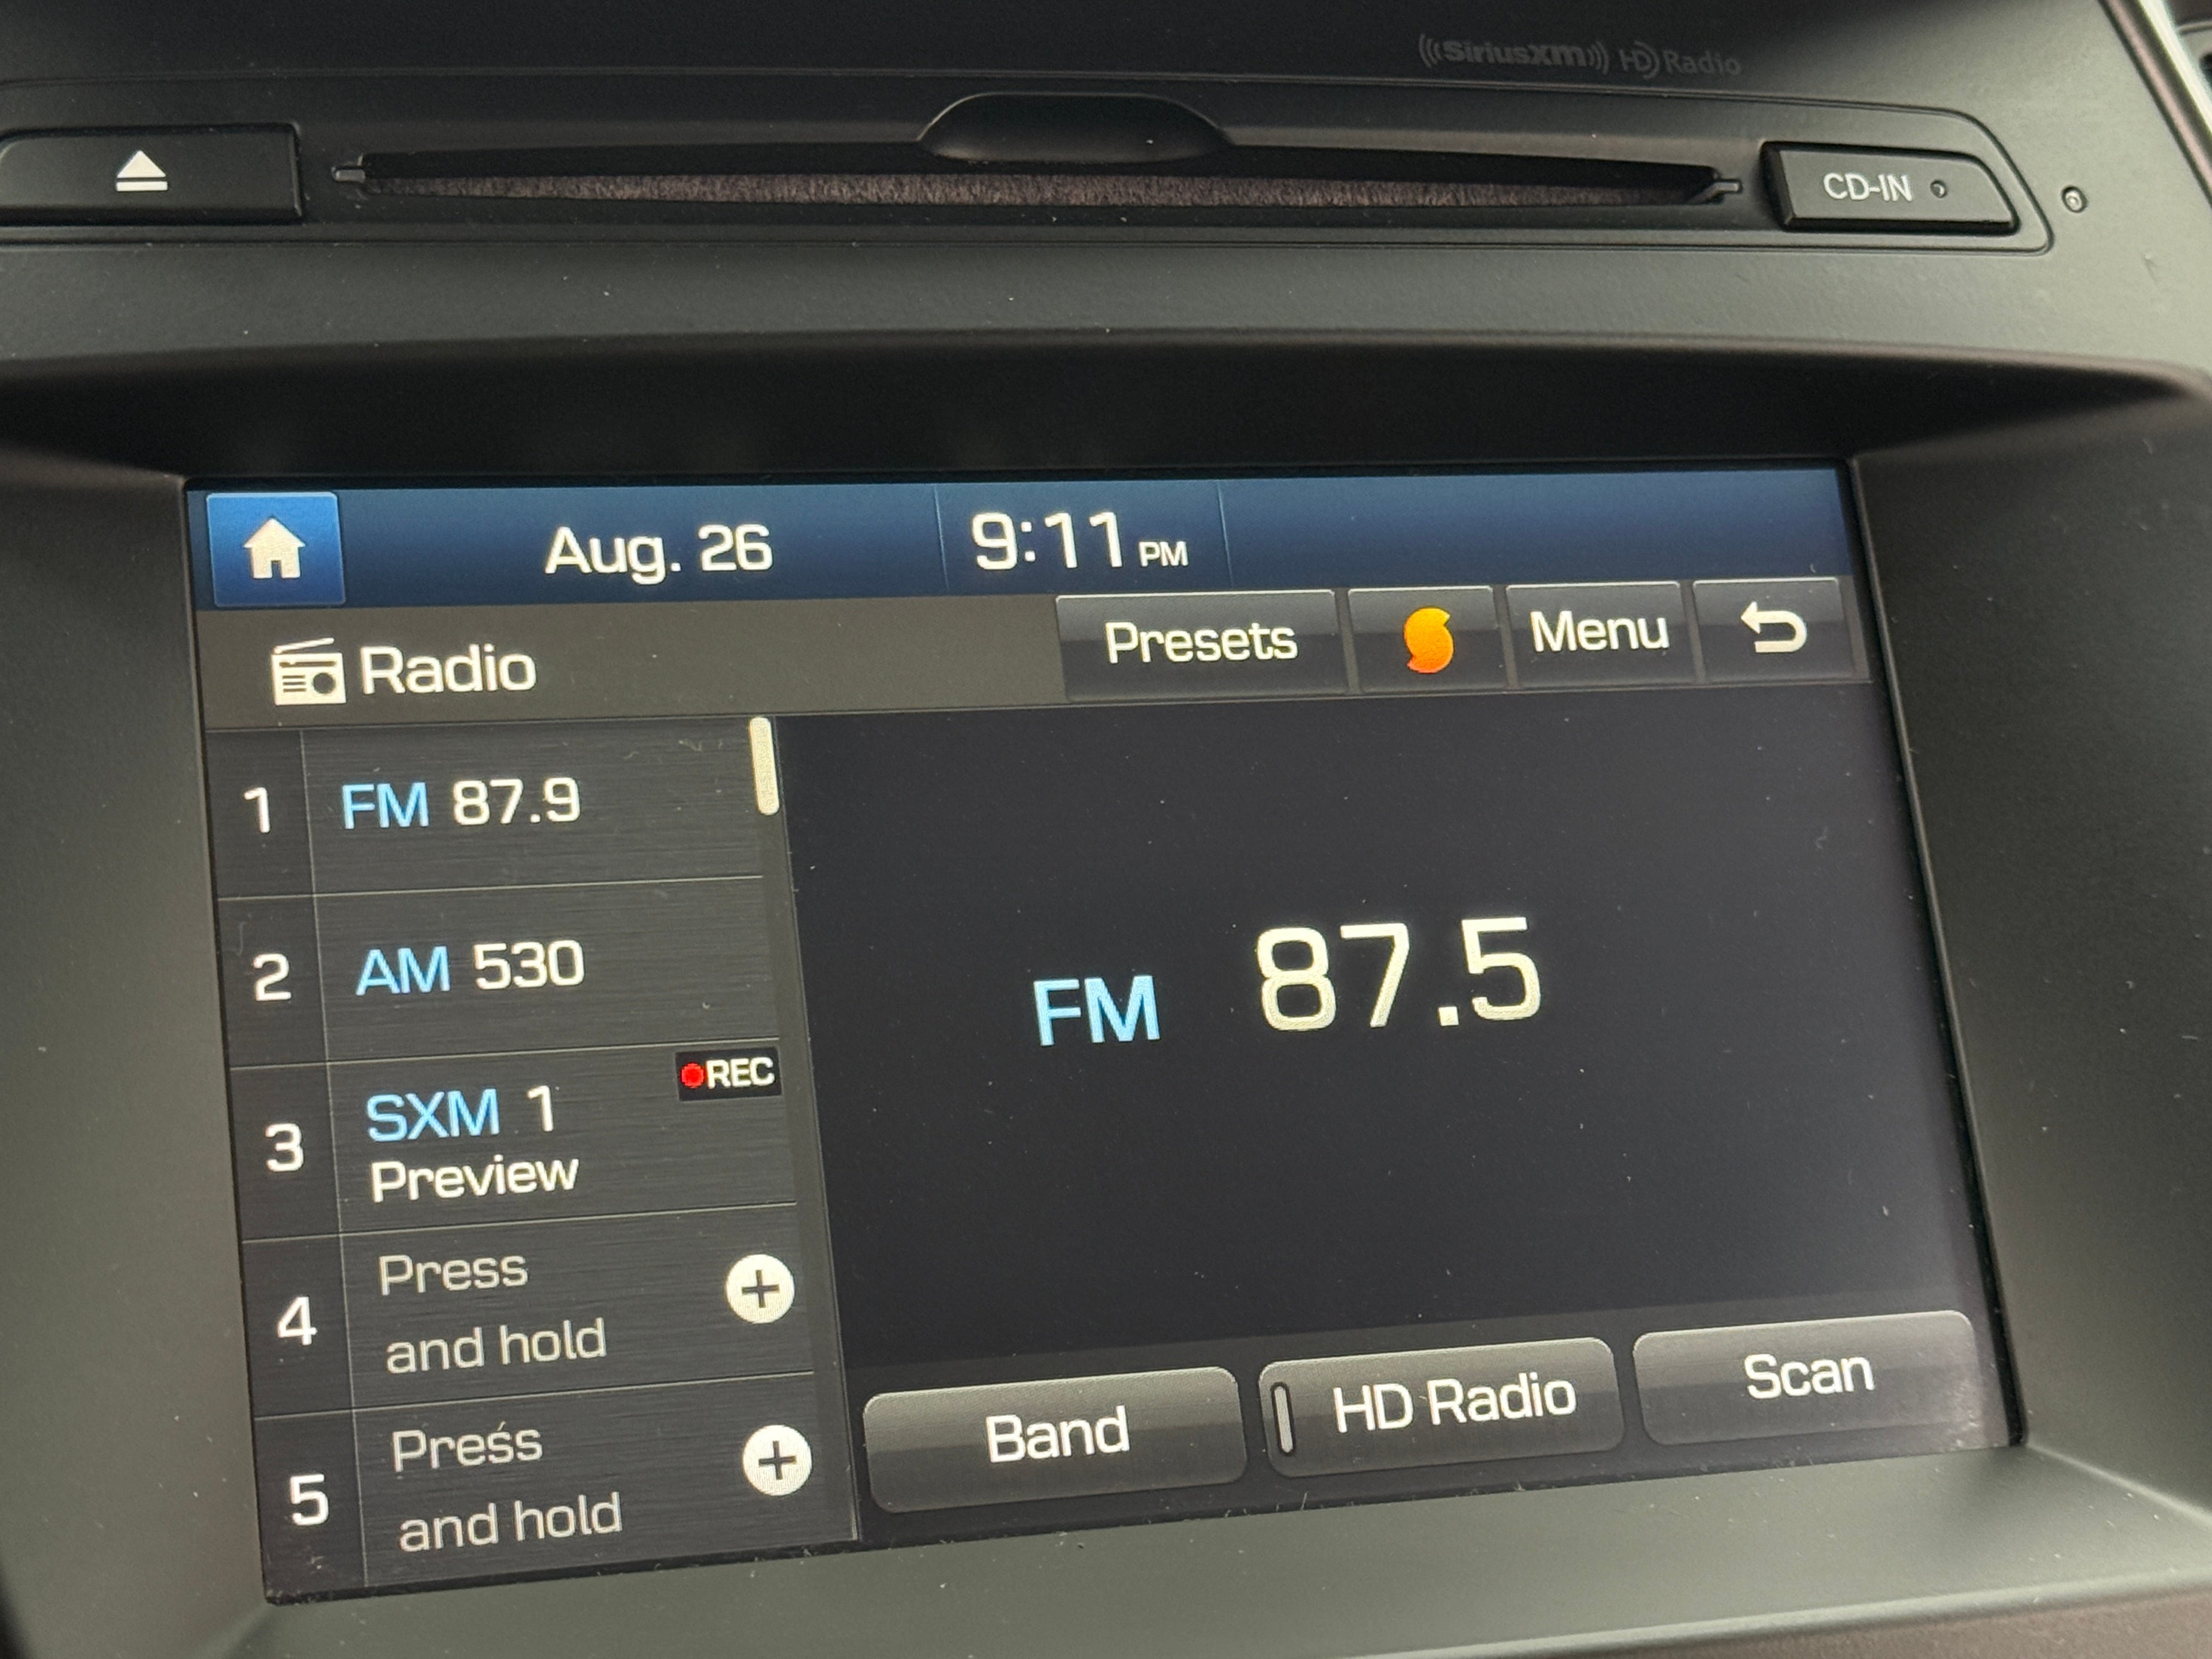 SiriusXM HD Radio
CD-IN
Aug. 26 9:11 PM
Radio Presets Menu
1 FM 87.9
2 AM 530
REC
3 SXM 1
Preview
4 Press
and hold
5 Press
and hold
FM 87.5
Band HD Radio Scan